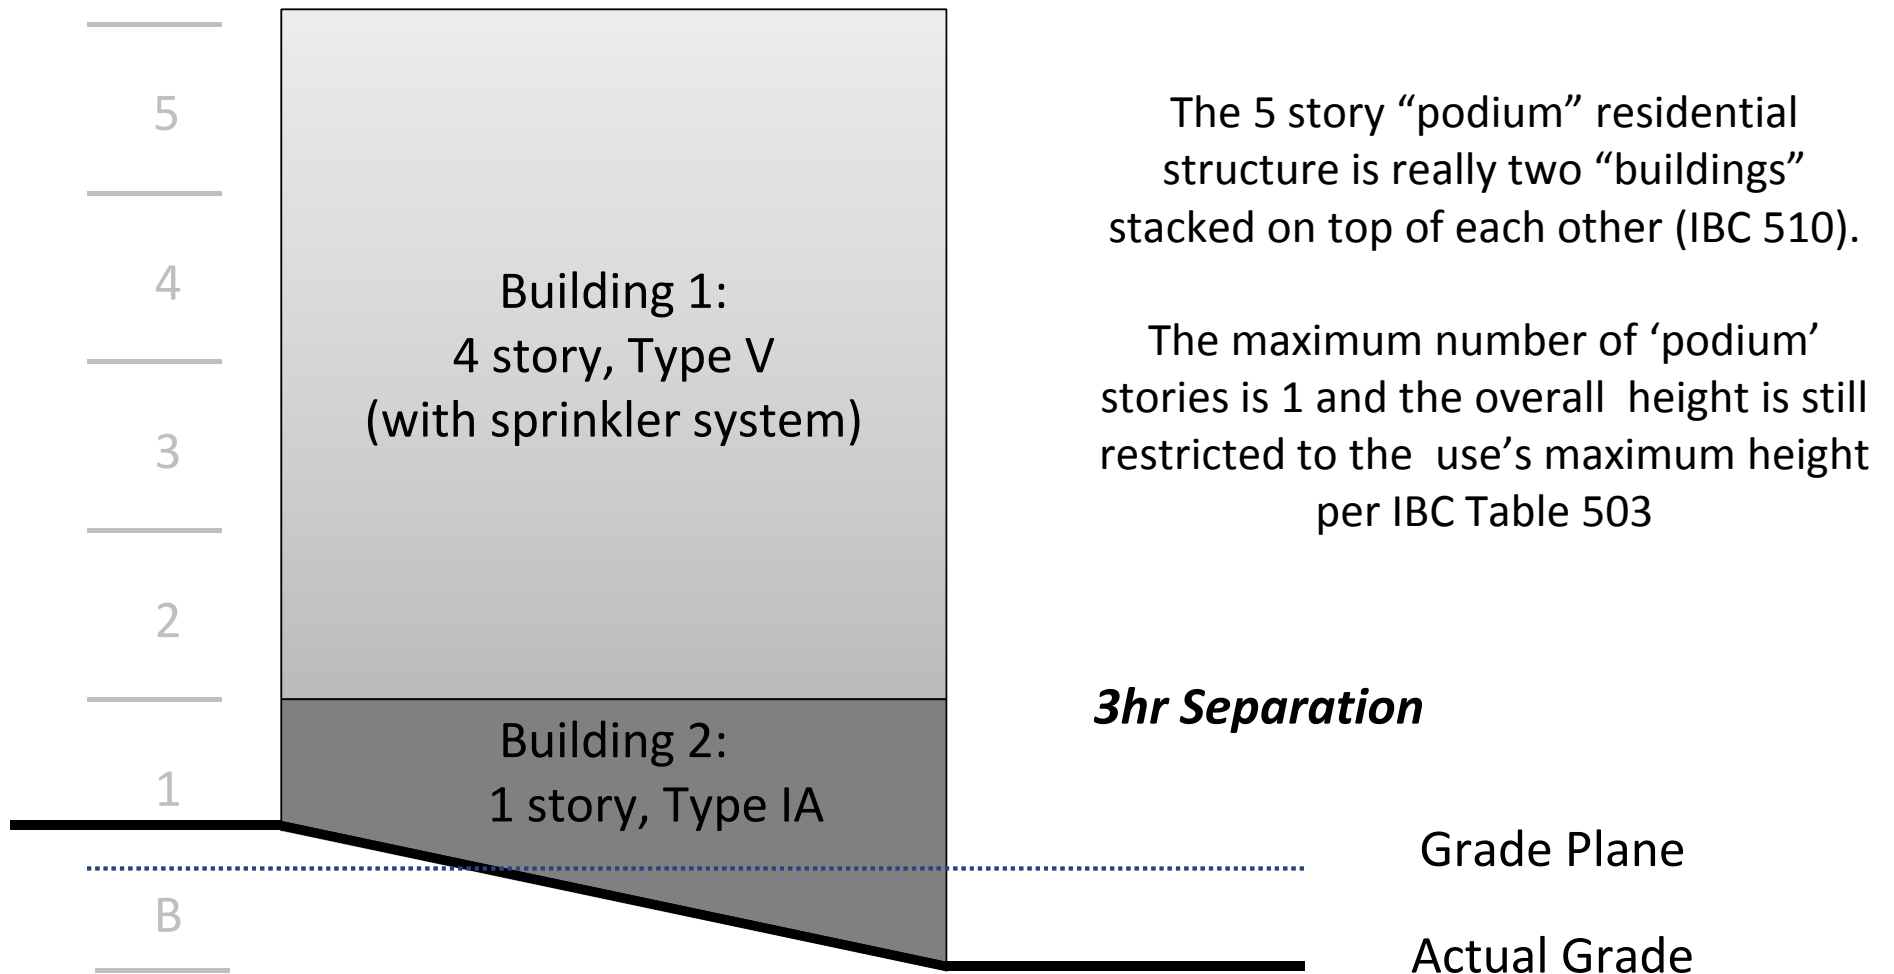 5
4
3
2
1
B
Building 1:
4 story, Type V
(with sprinkler system)
Building 2:
1 story, Type IA
The 5 story “podium” residential
structure is really two “buildings”
stacked on top of each other (IBC 510).
The maximum number of ‘podium’
stories is 1 and the overall  height is still
restricted to the  use’s maximum height
per IBC Table 503
3hr Separation
Grade Plane
Actual Grade